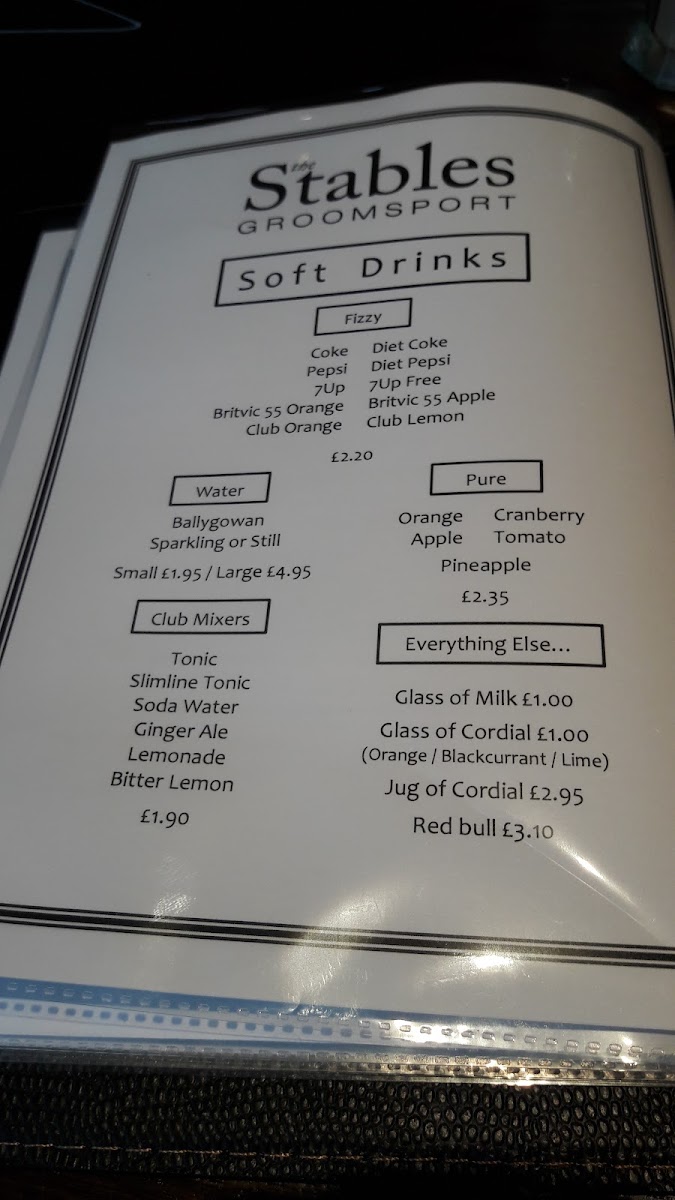 the
Stables
GROOMSPORT
Soft Drinks
Fizzy
Coke Diet Coke
Pepsi Diet Pepsi
7Up 7Up Free
Britvic 55 Orange Britvic 55 Apple
Club Orange Club Lemon
£2.20
Water
Ballygowan
Sparkling or Still
Small £1.95 / Large £4.95
Pure
Orange Cranberry
Apple Tomato
Pineapple
£2.35
Club Mixers
Tonic
Slimline Tonic
Soda Water
Ginger Ale
Lemonade
Bitter Lemon
£1.90
Everything Else...
Glass of Milk £1.00
Glass of Cordial £1.00
(Orange / Blackcurrant / Lime)
Jug of Cordial £2.95
Red bull £3.10